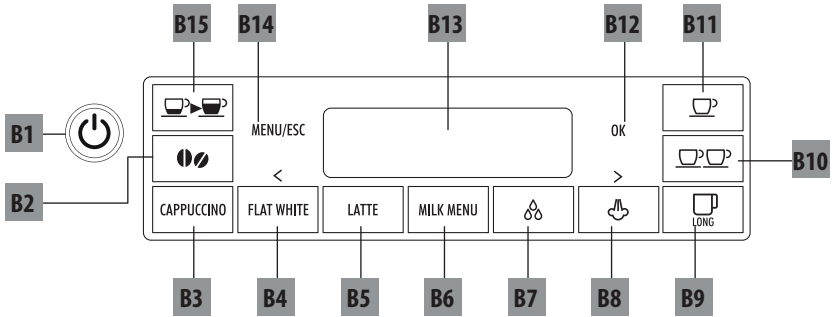 B15 B14 B13 B12 B11
B1
MENU/ESC OK
B10
B2
< >
CAPPUCCINO FLAT WHITE LATTE MILK MENU LONG
B3 B4 B5 B6 B7 B8 B9